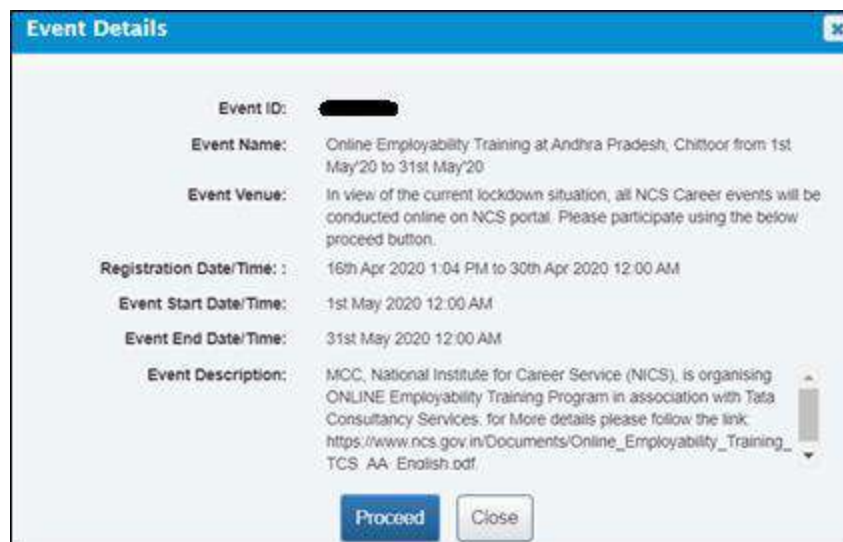 Event Details
Event ID:
Event Name: Online Employability Training at Andhra Pradesh, Chittoor from 1st
May'20 to 31st May'20
Event Venue: In view of the current lockdown situation, all NCS Career events will be
conducted online on NCS portal. Please participate using the below
proceed button.
Registration Date/Time: : 16th Apr 2020 1:04 PM to 30th Apr 2020 12:00 AM
Event Start Date/Time: 1st May 2020 12:00 AM
Event End Date/Time: 31st May 2020 12:00 AM
Event Description: MCC, National Institute for Career Service (NICS), is organising
ONLINE Employability Training Program in association with Tata
Consultancy Services. for More details please follow the link:
https://www.ncs.gov.in/Documents/Online_Employability_Training_
TCS_AA_English.pdf.
Proceed Close